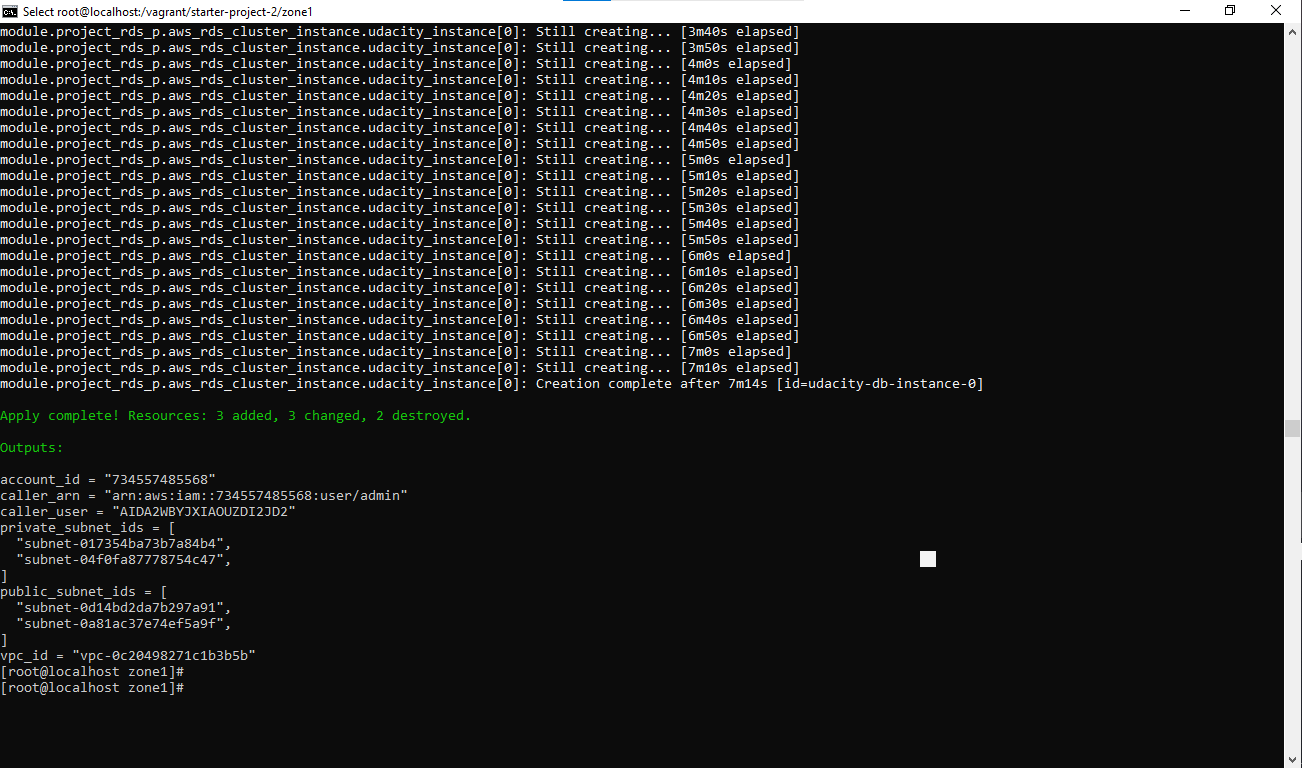 Select root@localhost:/vagrant/starter-project-2/zone1
module.project_rds_p.aws_rds_cluster_instance.udacity_instance[0]: Still creating... [3m40s elapsed]
module.project_rds_p.aws_rds_cluster_instance.udacity_instance[0]: Still creating... [3m50s elapsed]
module.project_rds_p.aws_rds_cluster_instance.udacity_instance[0]: Still creating... [4m0s elapsed]
module.project_rds_p.aws_rds_cluster_instance.udacity_instance[0]: Still creating... [4m10s elapsed]
module.project_rds_p.aws_rds_cluster_instance.udacity_instance[0]: Still creating... [4m20s elapsed]
module.project_rds_p.aws_rds_cluster_instance.udacity_instance[0]: Still creating... [4m30s elapsed]
module.project_rds_p.aws_rds_cluster_instance.udacity_instance[0]: Still creating... [4m40s elapsed]
module.project_rds_p.aws_rds_cluster_instance.udacity_instance[0]: Still creating... [4m50s elapsed]
module.project_rds_p.aws_rds_cluster_instance.udacity_instance[0]: Still creating... [5m0s elapsed]
module.project_rds_p.aws_rds_cluster_instance.udacity_instance[0]: Still creating... [5m10s elapsed]
module.project_rds_p.aws_rds_cluster_instance.udacity_instance[0]: Still creating... [5m20s elapsed]
module.project_rds_p.aws_rds_cluster_instance.udacity_instance[0]: Still creating... [5m30s elapsed]
module.project_rds_p.aws_rds_cluster_instance.udacity_instance[0]: Still creating... [5m40s elapsed]
module.project_rds_p.aws_rds_cluster_instance.udacity_instance[0]: Still creating... [5m50s elapsed]
module.project_rds_p.aws_rds_cluster_instance.udacity_instance[0]: Still creating... [6m0s elapsed]
module.project_rds_p.aws_rds_cluster_instance.udacity_instance[0]: Still creating... [6m10s elapsed]
module.project_rds_p.aws_rds_cluster_instance.udacity_instance[0]: Still creating... [6m20s elapsed]
module.project_rds_p.aws_rds_cluster_instance.udacity_instance[0]: Still creating... [6m30s elapsed]
module.project_rds_p.aws_rds_cluster_instance.udacity_instance[0]: Still creating... [6m40s elapsed]
module.project_rds_p.aws_rds_cluster_instance.udacity_instance[0]: Still creating... [6m50s elapsed]
module.project_rds_p.aws_rds_cluster_instance.udacity_instance[0]: Still creating... [7m0s elapsed]
module.project_rds_p.aws_rds_cluster_instance.udacity_instance[0]: Still creating... [7m10s elapsed]
module.project_rds_p.aws_rds_cluster_instance.udacity_instance[0]: Creation complete after 7m14s [id=udacity-db-instance-0]
Apply complete! Resources: 3 added, 3 changed, 2 destroyed.
Outputs:
account_id = "734557485568"
caller_arn = "arn:aws:iam::734557485568:user/admin"
caller_user = "AIDA2WBYJXIAOUZDI2JD2"
private_subnet_ids = [
  "subnet-017354ba73b7a84b4",
  "subnet-04f0fa87778754c47",
]
public_subnet_ids = [
  "subnet-0d14bd2da7b297a91",
  "subnet-0a81ac37e74ef5a9f",
]
vpc_id = "vpc-0c20498271c1b3b5b"
[root@localhost zone1]#
[root@localhost zone1]#